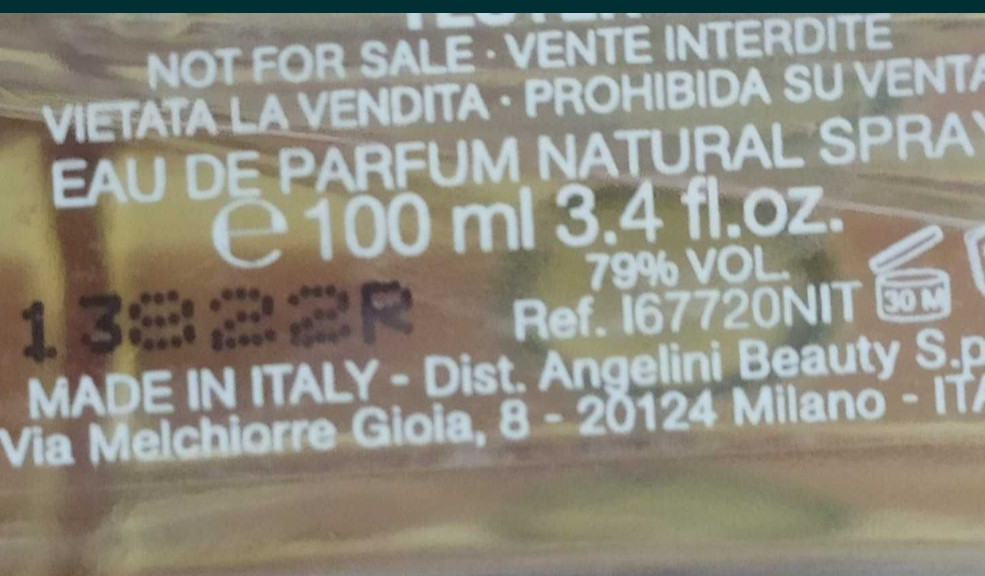 TESTER
NOT FOR SALE · VENTE INTERDITE
VIETATA LA VENDITA · PROHIBIDA SU VENTA
EAU DE PARFUM NATURAL SPRAY
℮ 100 ml 3.4 fl.oz.
79% VOL.
30 M
Ref. I67720NIT
13822R
MADE IN ITALY - Dist. Angelini Beauty S.p
Via Melchiorre Gioia, 8 - 20124 Milano - ITA